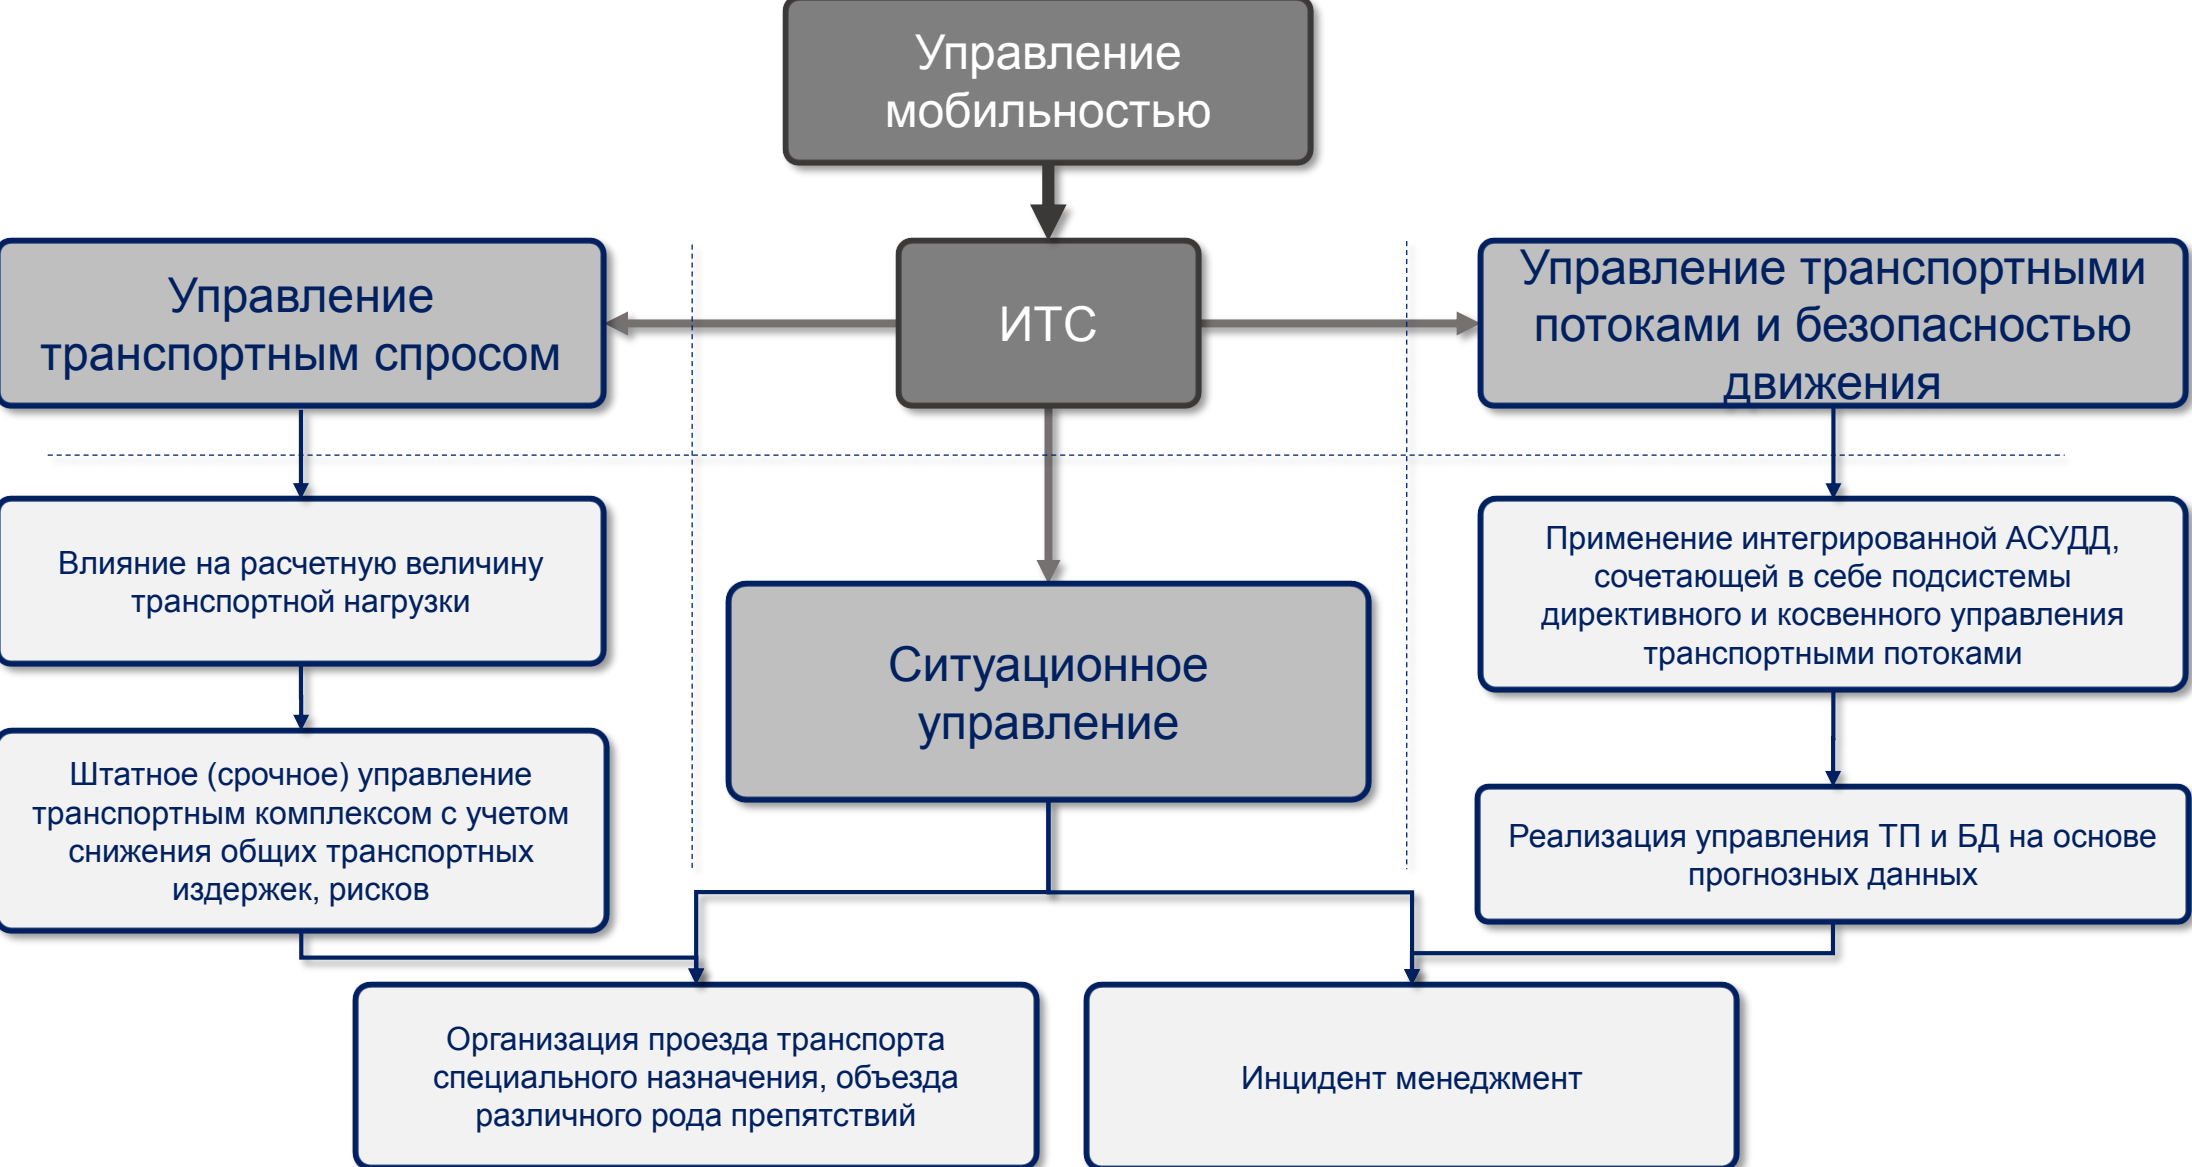 Управление
мобильностью
Управление
транспортным спросом
ИТС
Управление транспортными
потоками и безопасностью
движения
Влияние на расчетную величину
транспортной нагрузки
Применение интегрированной АСУДД,
сочетающей в себе подсистемы
директивного и косвенного управления
транспортными потоками
Ситуационное
управление
Штатное (срочное) управление
транспортным комплексом с учетом
снижения общих транспортных
издержек, рисков
Реализация управления ТП и БД на основе
прогнозных данных
Организация проезда транспорта
специального назначения, объезда
различного рода препятствий
Инцидент менеджмент